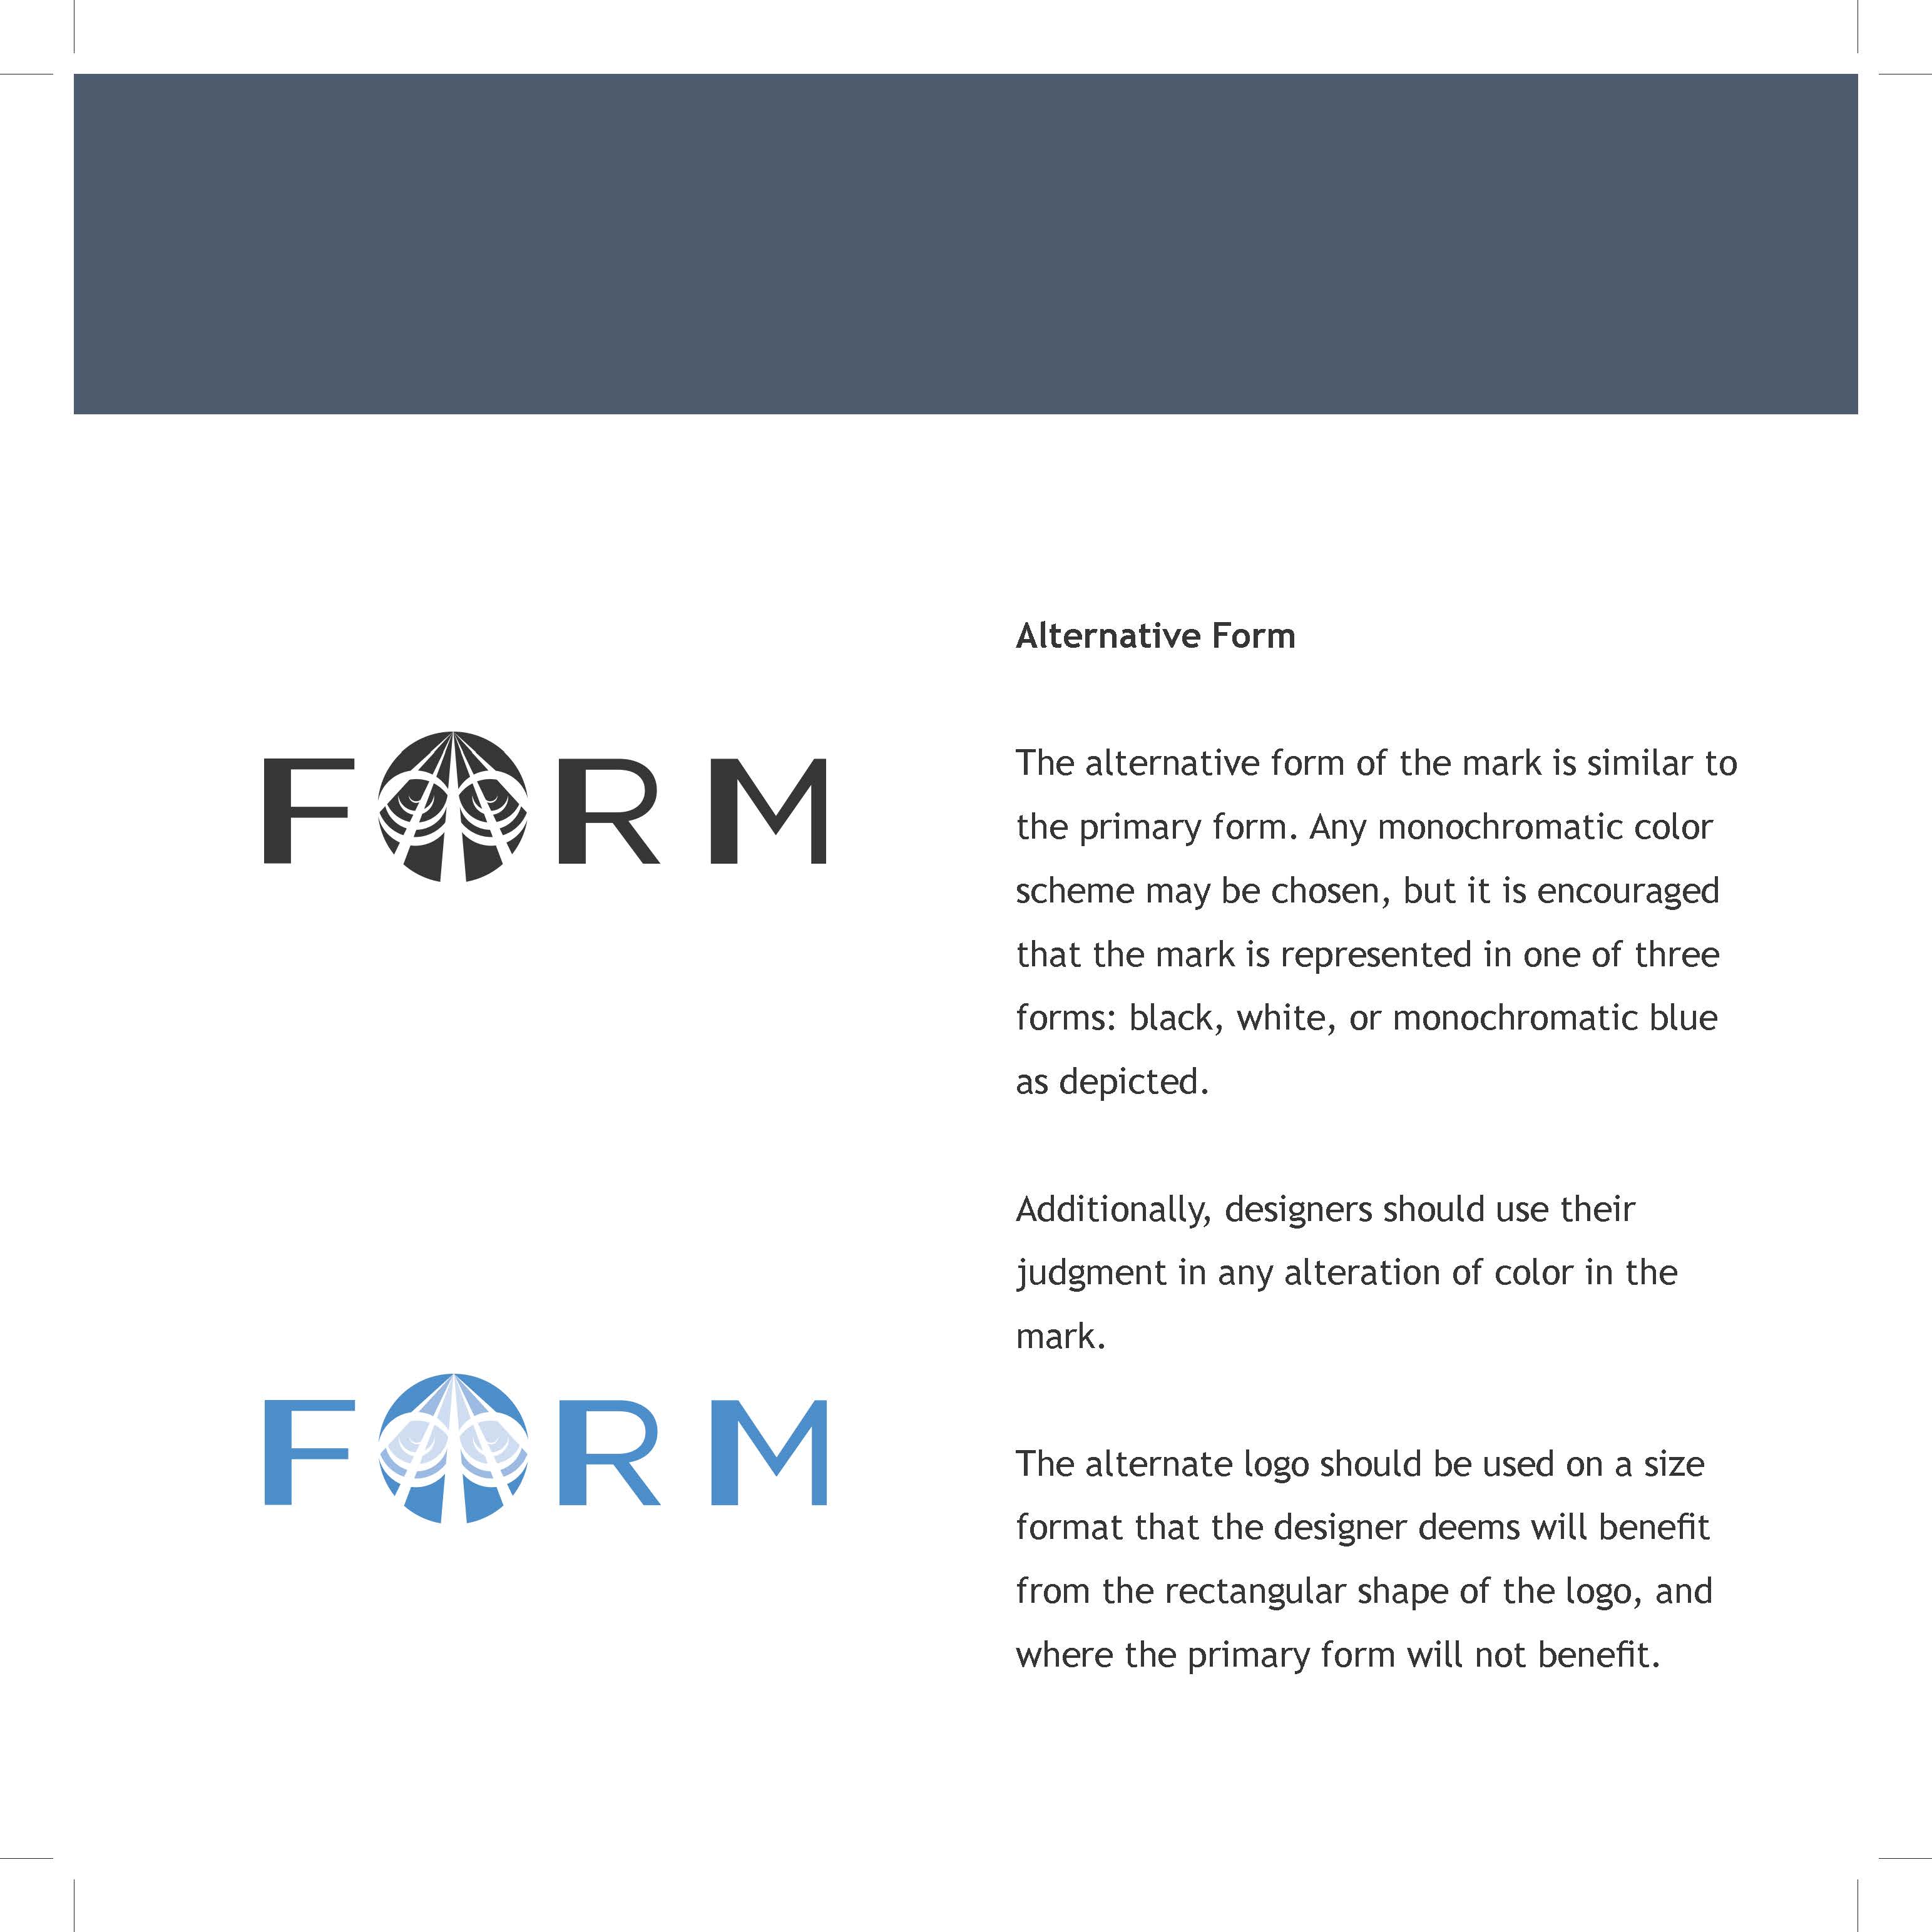 Alternative Form
The alternative form of the mark is similar to
the primary form. Any monochromatic color
scheme may be chosen, but it is encouraged
that the mark is represented in one of three
forms: black, white, or monochromatic blue
as depicted.
Additionally, designers should use their
judgment in any alteration of color in the
mark.
The alternate logo should be used on a size
format that the designer deems will benefit
from the rectangular shape of the logo, and
where the primary form will not benefit.
FORM
FORM